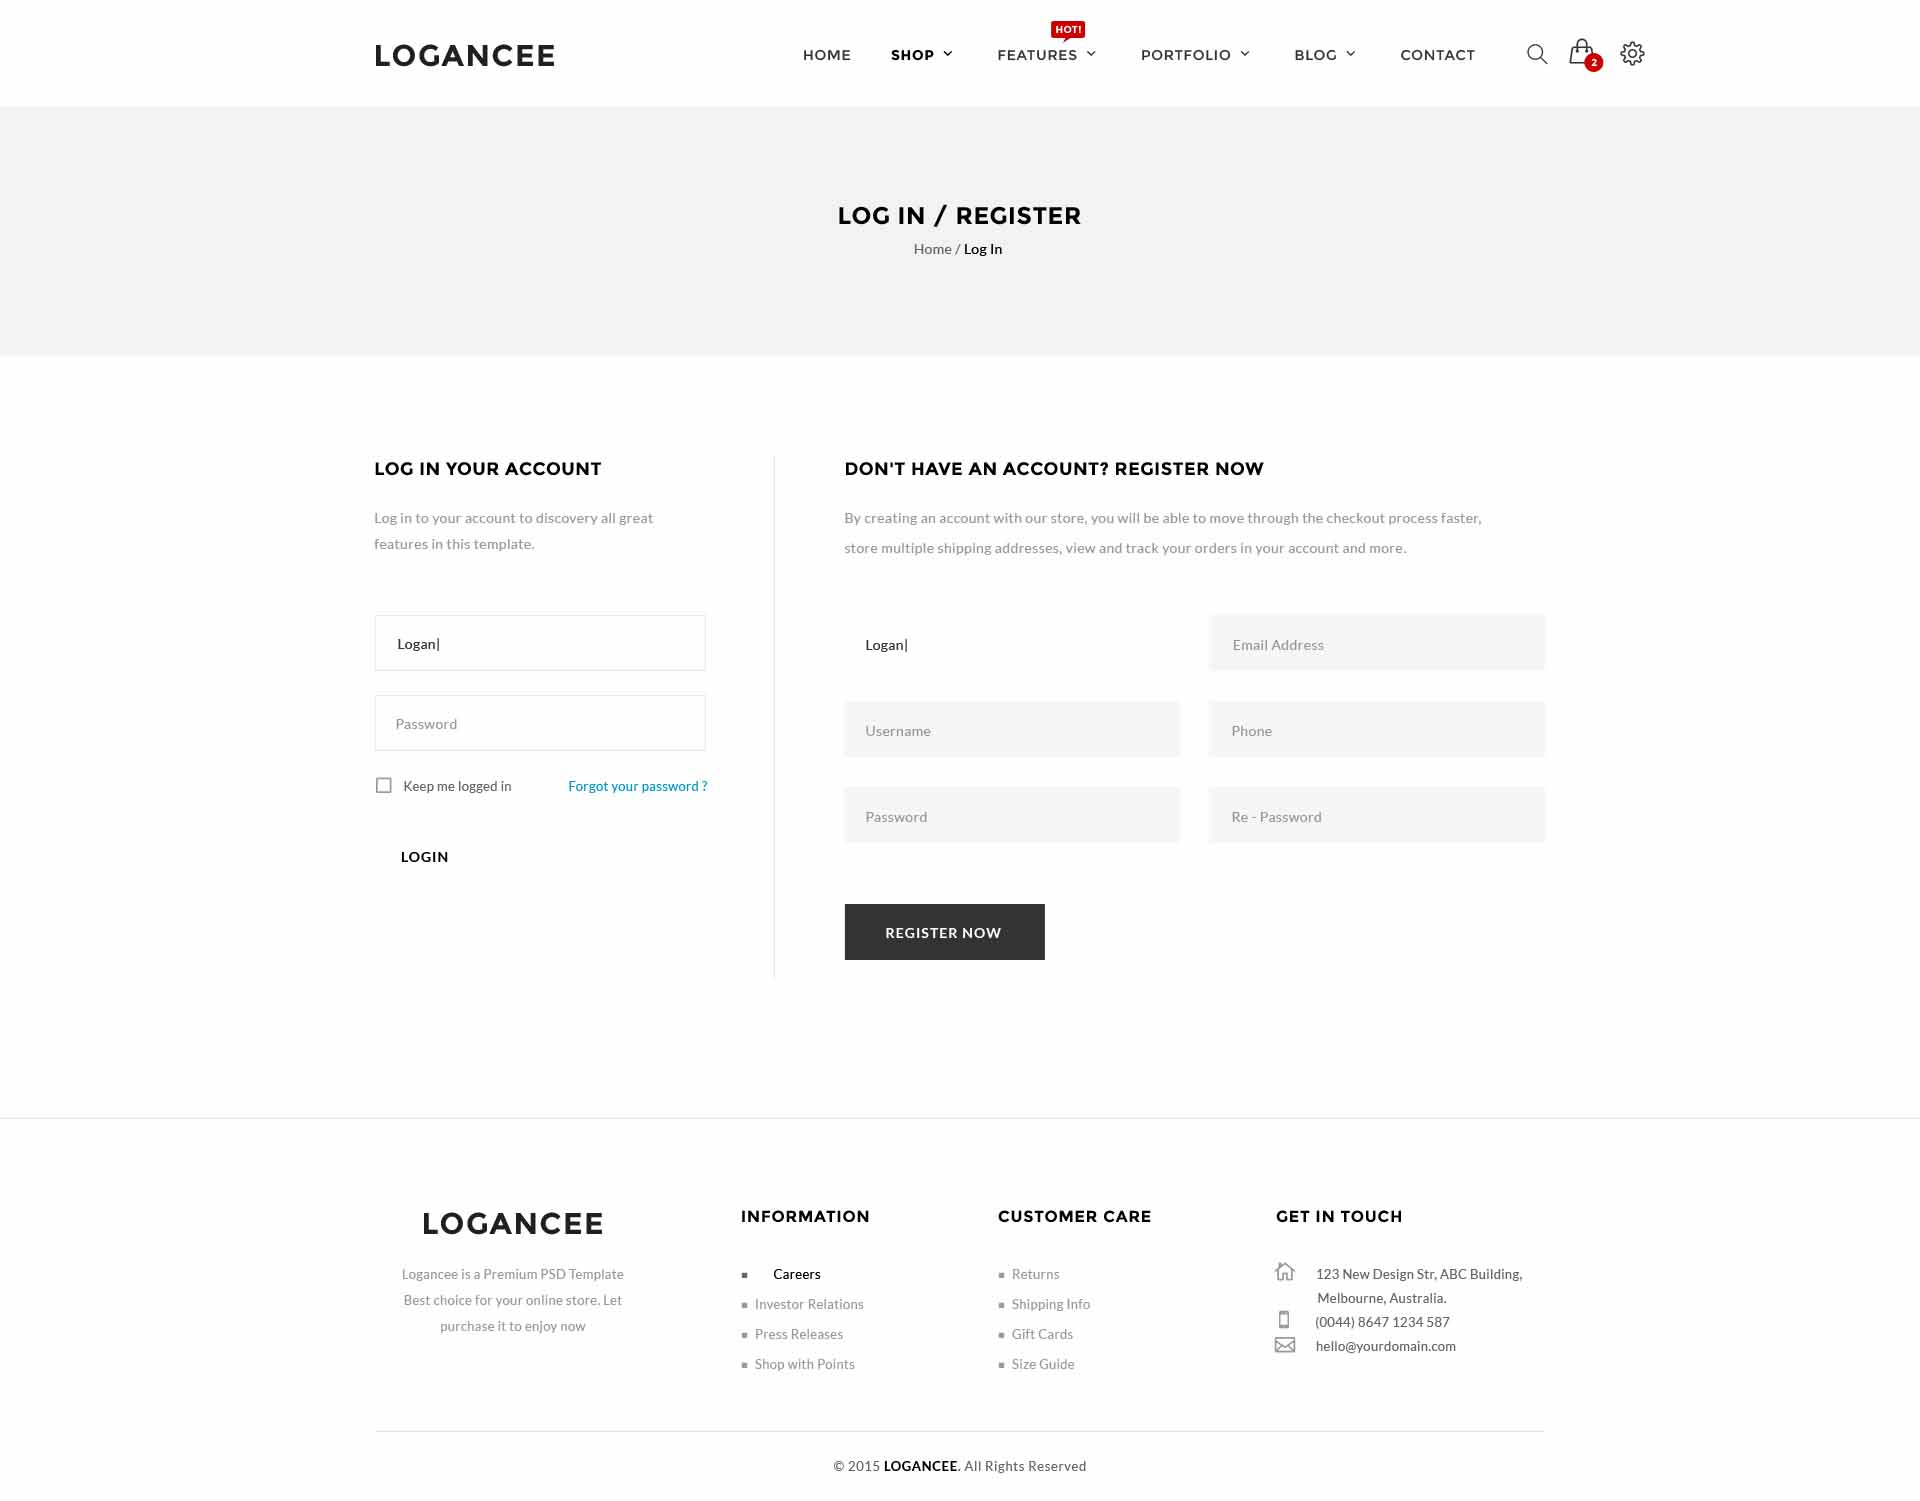 LOGANCEE
HOME SHOP FEATURES HOT! PORTFOLIO BLOG CONTACT 2
LOG IN / REGISTER
Home / Log In
LOG IN YOUR ACCOUNT
Log in to your account to discovery all great
features in this template.
Logan|
Password
Keep me logged in Forgot your password ?
LOGIN
DON'T HAVE AN ACCOUNT? REGISTER NOW
By creating an account with our store, you will be able to move through the checkout process faster,
store multiple shipping addresses, view and track your orders in your account and more.
Logan| Email Address
Username Phone
Password Re - Password
REGISTER NOW
LOGANCEE
Logancee is a Premium PSD Template
Best choice for your online store. Let
purchase it to enjoy now
INFORMATION
Careers
Investor Relations
Press Releases
Shop with Points
CUSTOMER CARE
Returns
Shipping Info
Gift Cards
Size Guide
GET IN TOUCH
123 New Design Str, ABC Building,
Melbourne, Australia.
(0044) 8647 1234 587
hello@yourdomain.com
© 2015 LOGANCEE. All Rights Reserved